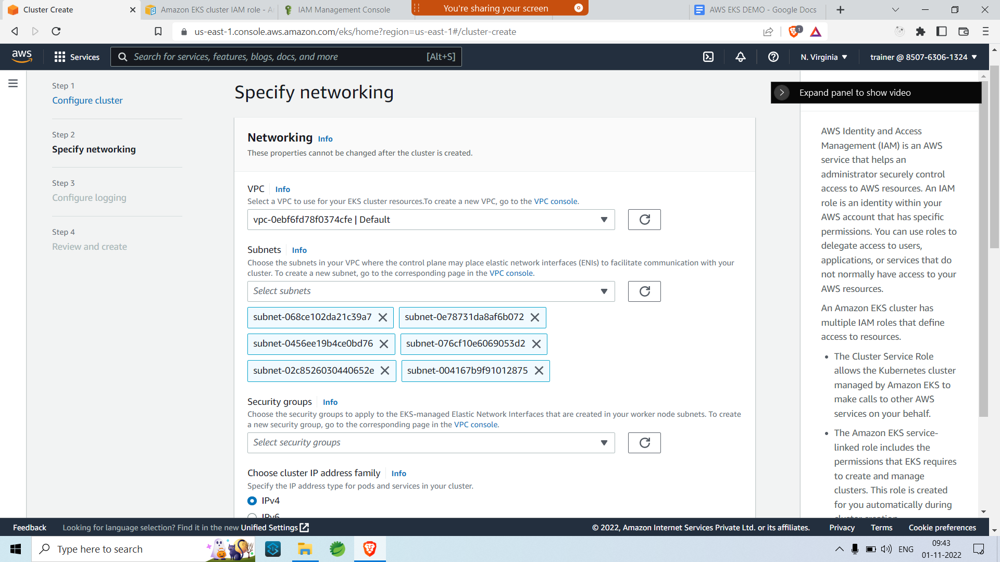 Cluster Create
Amazon EKS cluster IAM role - A
IAM Management Console
You're sharing your screen
AWS EKS DEMO - Google Docs
us-east-1.console.aws.amazon.com/eks/home?region=us-east-1#/cluster-create
1
aws
Services
Search for services, features, blogs, docs, and more
[Alt+S]
N. Virginia
trainer @ 8507-6306-1324
Step 1
Configure cluster
Step 2
Specify networking
Step 3
Configure logging
Step 4
Review and create
Specify networking
Networking Info
These properties cannot be changed after the cluster is created.
VPC Info
Select a VPC to use for your EKS cluster resources.To create a new VPC, go to the VPC console.
vpc-0ebf6fd78f0374cfe | Default
Subnets Info
Choose the subnets in your VPC where the control plane may place elastic network interfaces (ENIs) to facilitate communication with your
cluster. To create a new subnet, go to the corresponding page in the VPC console.
Select subnets
subnet-068ce102da21c39a7
subnet-0e78731da8af6b072
subnet-0456ee19b4ce0bd76
subnet-076cf10e6069053d2
subnet-02c8526030440652e
subnet-004167b9f91012875
Security groups Info
Choose the security groups to apply to the EKS-managed Elastic Network Interfaces that are created in your worker node subnets. To create
a new security group, go to the corresponding page in the VPC console.
Select security groups
Choose cluster IP address family Info
Specify the IP address type for pods and services in your cluster.
IPv4
IPv6
Expand panel to show video
AWS Identity and Access
Management (IAM) is an AWS
service that helps an
administrator securely control
access to AWS resources. An IAM
role is an identity within your
AWS account that has specific
permissions. You can use roles to
delegate access to users,
applications, or services that do
not normally have access to your
AWS resources.
An Amazon EKS cluster has
multiple IAM roles that define
access to resources.
• The Cluster Service Role
allows the Kubernetes cluster
managed by Amazon EKS to
make calls to other AWS
services on your behalf.
• The Amazon EKS service-
linked role includes the
permissions that EKS requires
to create and manage
clusters. This role is created
for you automatically during
cluster creation
Feedback
Looking for language selection? Find it in the new Unified Settings
© 2022, Amazon Internet Services Private Ltd. or its affiliates.
Privacy
Terms
Cookie preferences
Type here to search
ENG
09:43
01-11-2022